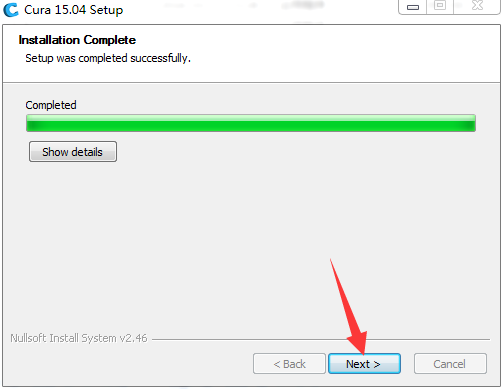 Cura 15.04 Setup
Installation Complete
Setup was completed successfully.
Completed
Show details
Nullsoft Install System v2.46
< Back
Next >
Cancel